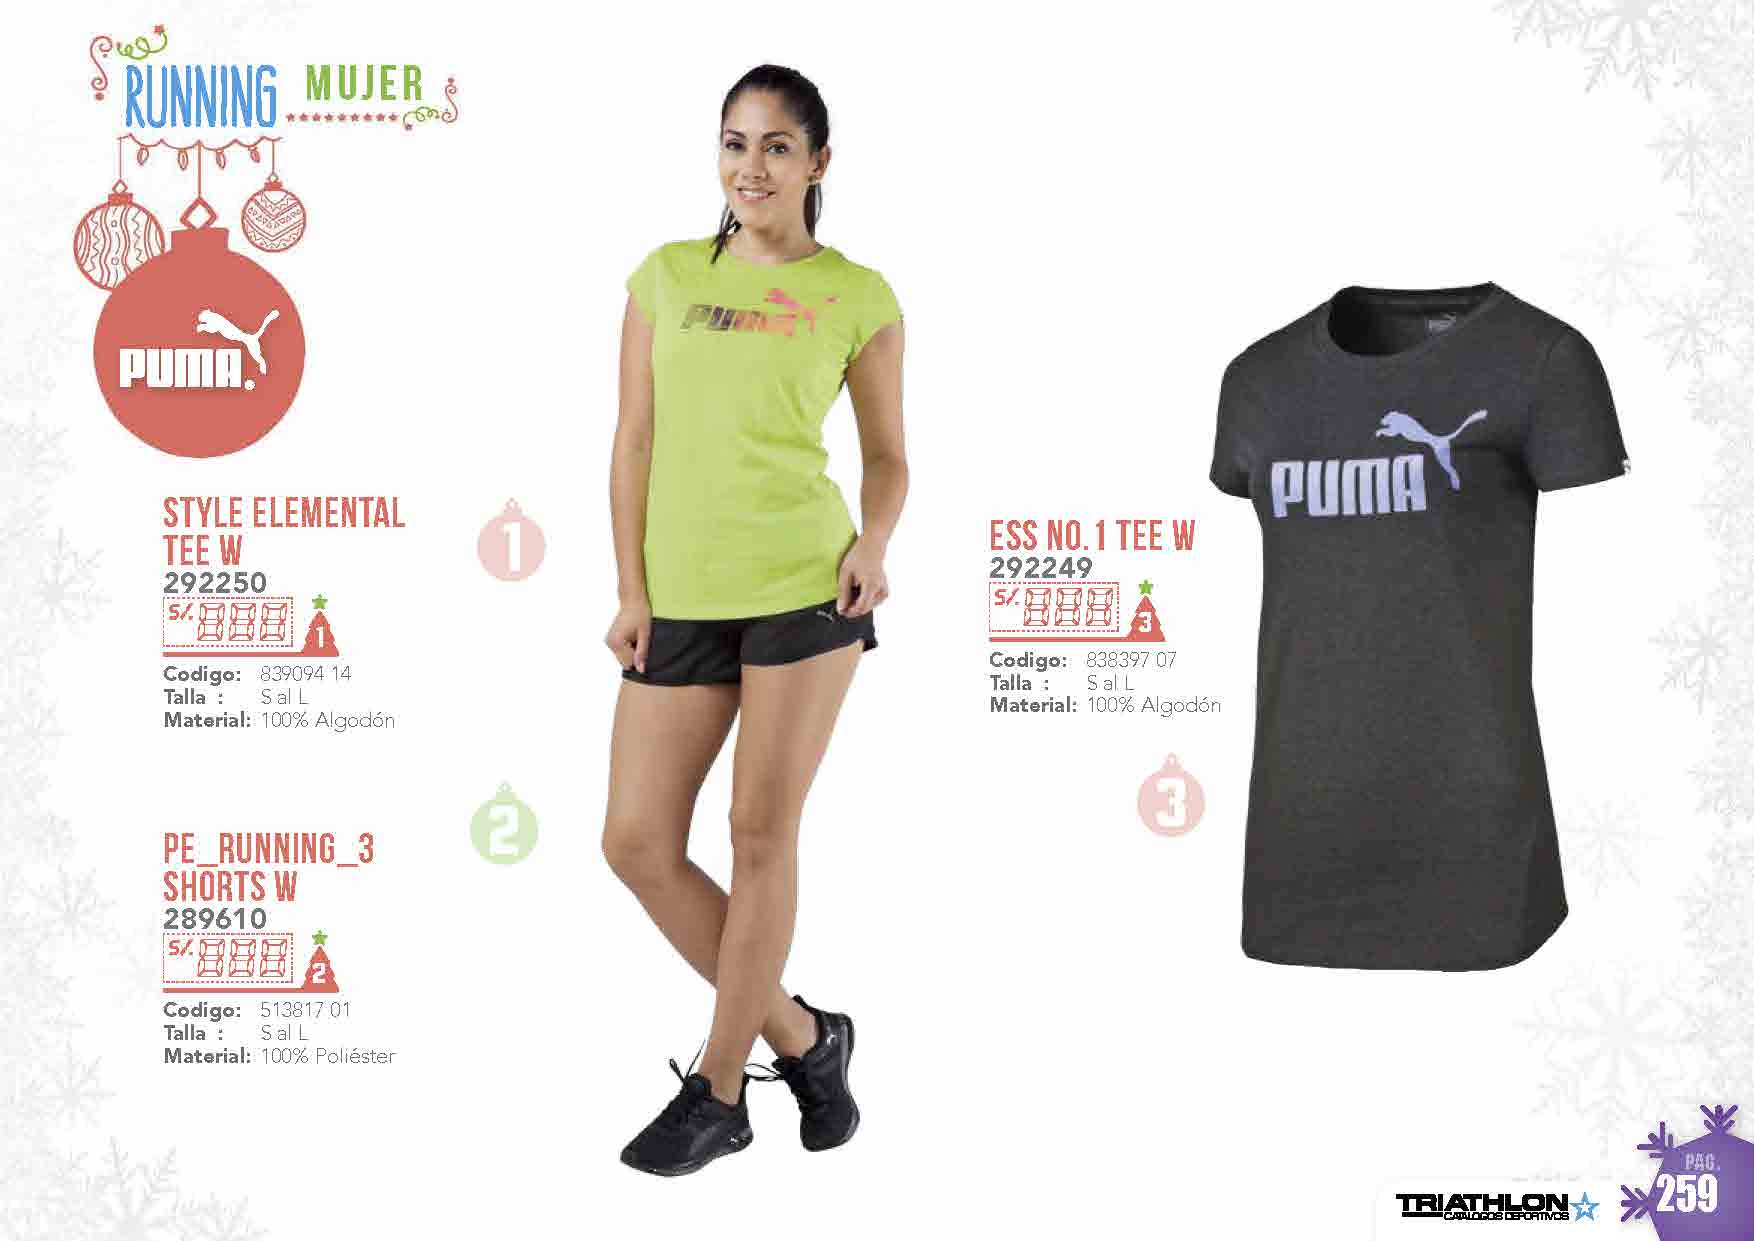 RUNNING MUJER
PUMA.
STYLE ELEMENTAL
TEE W
292250
S/. 888
1
Codigo: 839094 14
Talla : S al L
Material: 100% Algodón
1
PE_RUNNING_3
SHORTS W
289610
S/. 888
2
Codigo: 513817 01
Talla : S al L
Material: 100% Poliéster
2
PUMA
ESS NO.1 TEE W
292249
S/. 888
3
Codigo: 838397 07
Talla : S al L
Material: 100% Algodón
3
PUMA
TRIATHLON
CATALOGOS DEPORTIVOS
PAG.
259